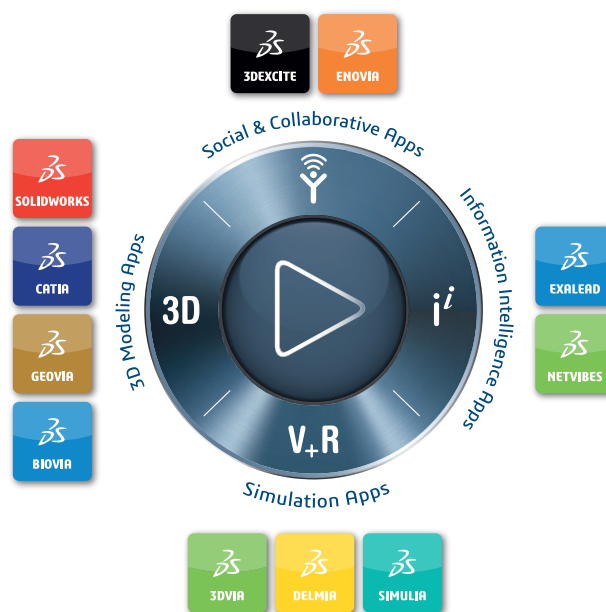 3DEXCITE
ENOVIA
Social & Collaborative Apps
SOLIDWORKS
CATIA
GEOVIA
BIOVIA
3D Modeling Apps
3D
i i
Information Intelligence Apps
EXALEAD
NETVIBES
V+R
Simulation Apps
3DVIA
DELMIA
SIMULIA